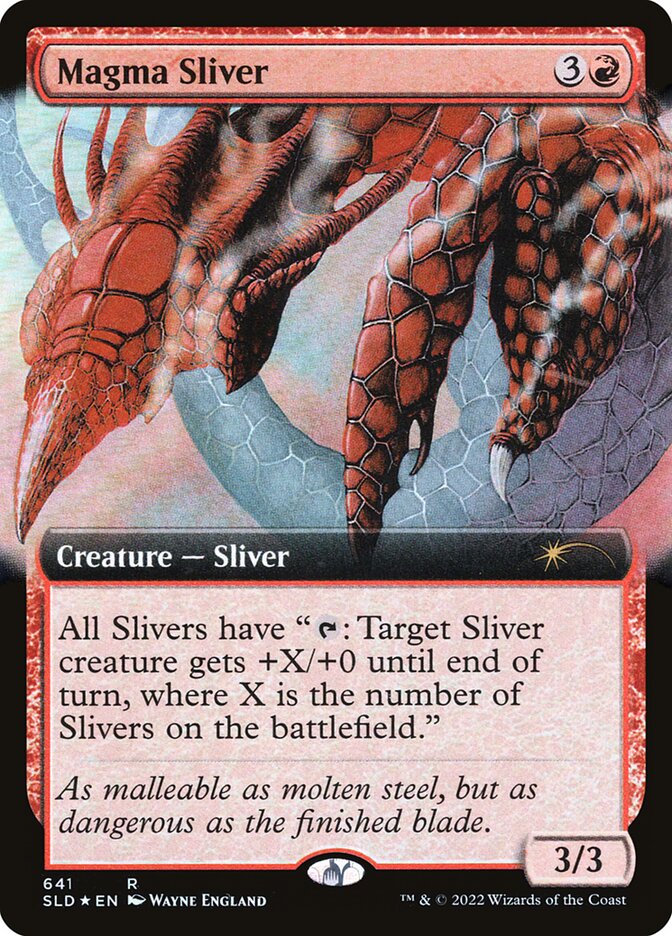 Magma Sliver 3
Creature — Sliver
All Slivers have “: Target Sliver
creature gets +X/+0 until end of
turn, where X is the number of
Slivers on the battlefield.”
As malleable as molten steel, but as
dangerous as the finished blade.
3/3
641 R
SLD ★ EN Wayne England
™ & © 2022 Wizards of the Coast